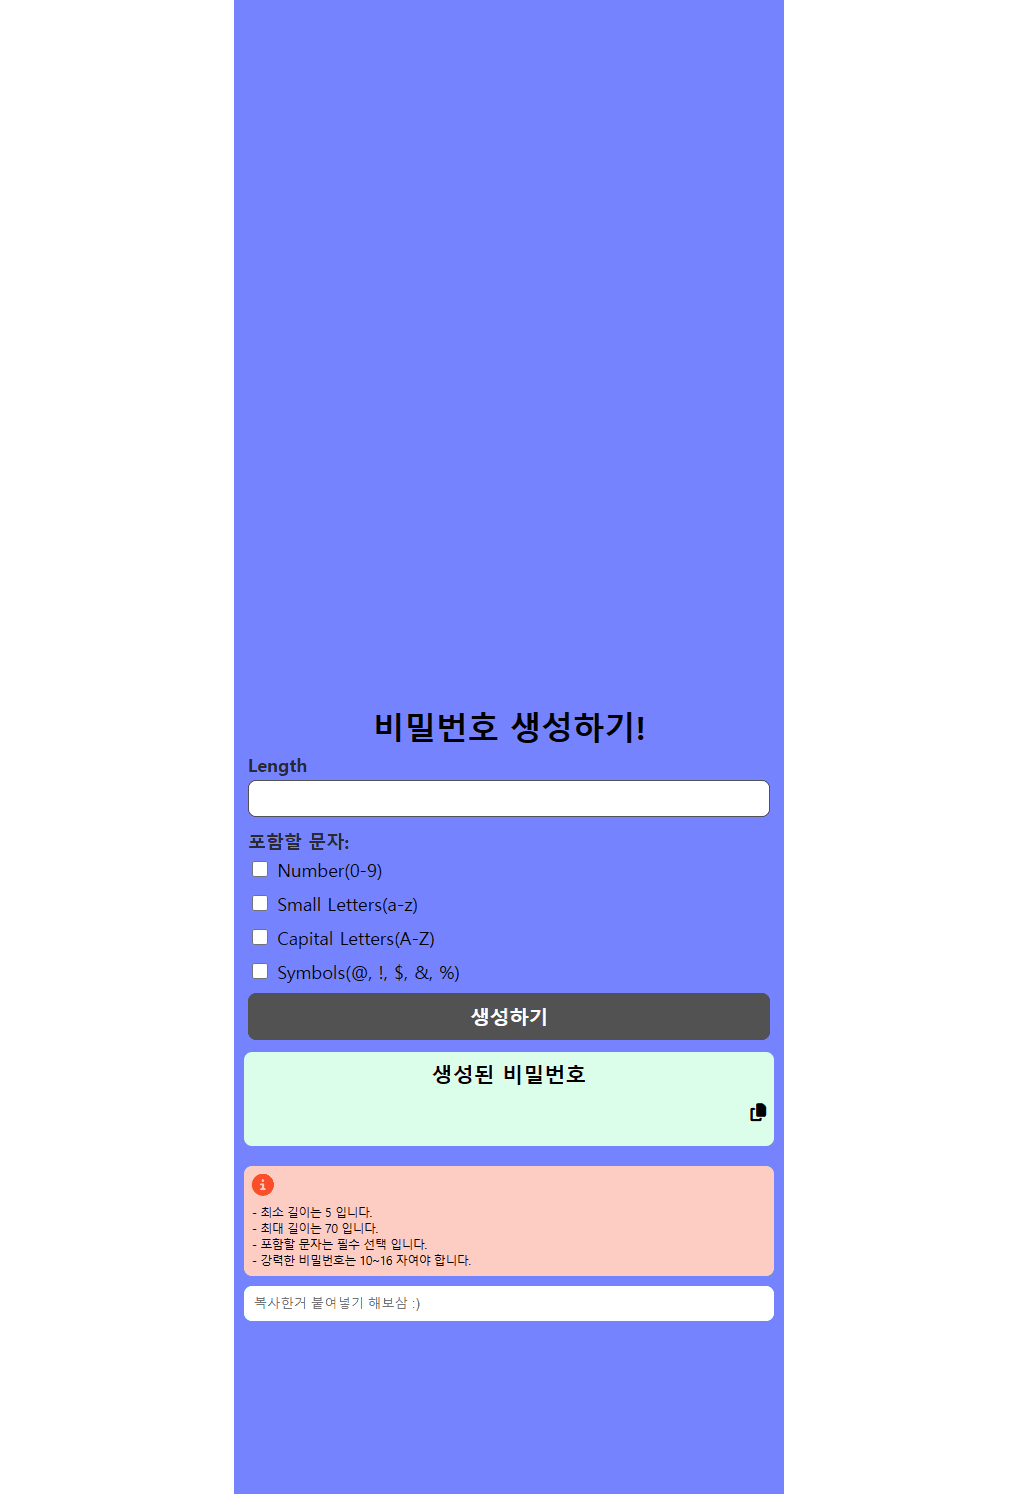 비밀번호 생성하기!
Length
포함할 문자:
Number(0-9)
Small Letters(a-z)
Capital Letters(A-Z)
Symbols(@, !, $, &, %)
생성하기
생성된 비밀번호
- 최소 길이는 5 입니다.
- 최대 길이는 70 입니다.
- 포함할 문자는 필수 선택 입니다.
- 강력한 비밀번호는 10~16 자여야 합니다.
복사한거 붙여넣기 해보삼 :)